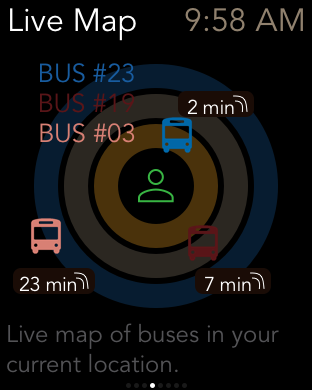 Live Map 9:58 AM
BUS #23
BUS #19
BUS #03
2 min
23 min
7 min
Live map of buses in your
current location.